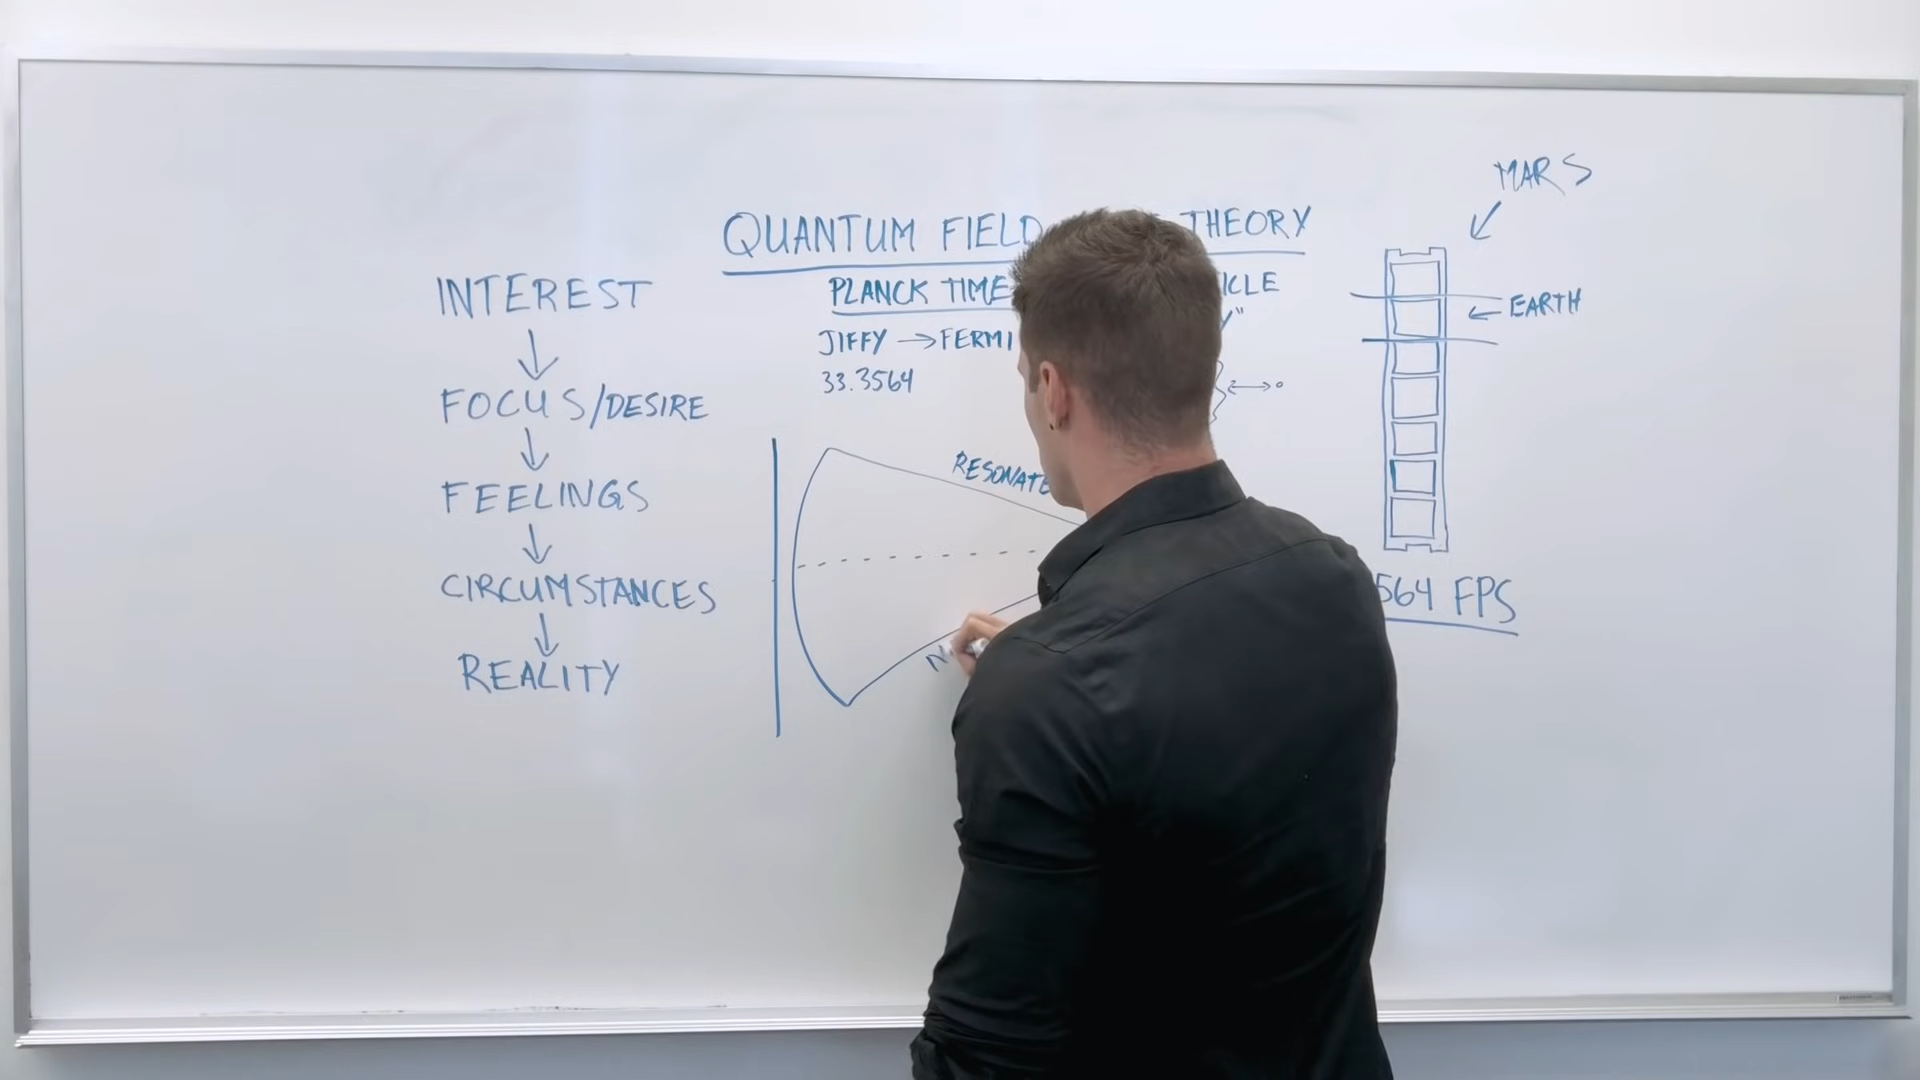 QUANTUM FIELD THEORY
PLANCK TIME
JIFFY → FERMI
33.3564
INTEREST
↓
FOCUS/DESIRE
↓
FEELINGS
↓
CIRCUMSTANCES
↓
REALITY
RESONATE
MARS
← EARTH
564 FPS